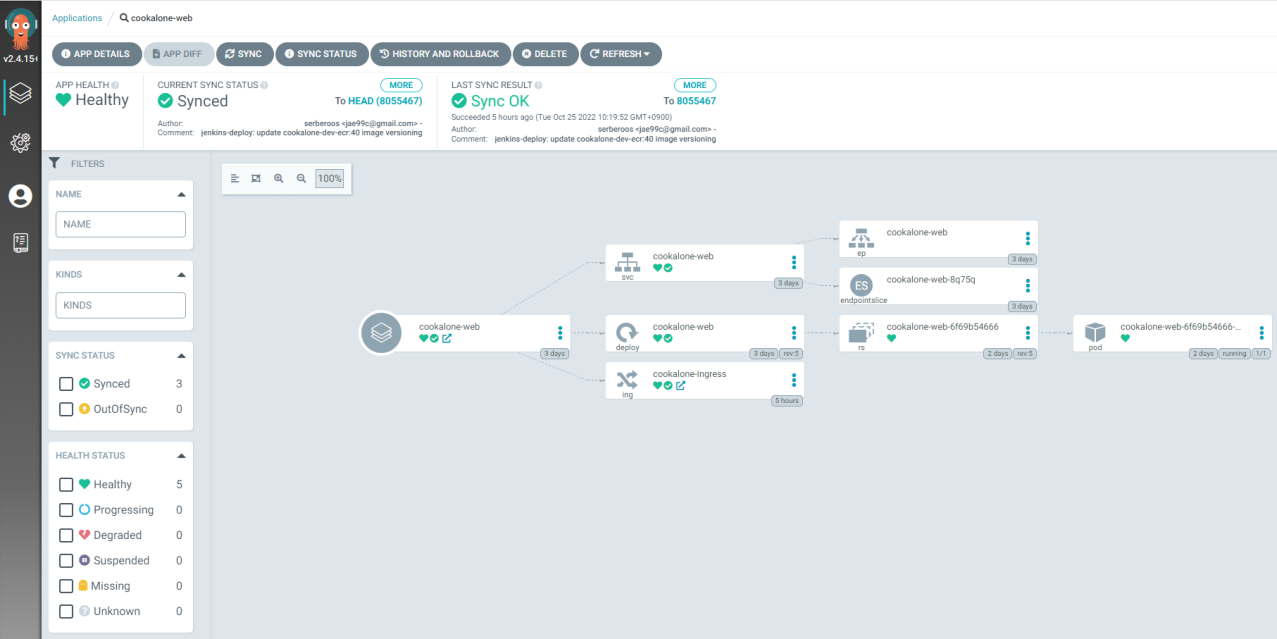 Applications / cookalone-web
v2.4.15+
APP DETAILS APP DIFF SYNC SYNC STATUS HISTORY AND ROLLBACK DELETE REFRESH
APP HEALTH
Healthy
CURRENT SYNC STATUS MORE
Synced To HEAD (8055467)
Author: serberoos <jae99c@gmail.com> -
Comment: jenkins-deploy: update cookalone-dev-ecr:40 image versioning
LAST SYNC RESULT MORE
Sync OK To 8055467
Succeeded 5 hours ago (Tue Oct 25 2022 10:19:52 GMT+0900)
Author: serberoos <jae99c@gmail.com> -
Comment: jenkins-deploy: update cookalone-dev-ecr:40 image versioning
FILTERS
NAME
NAME
KINDS
KINDS
SYNC STATUS
Synced 3
OutOfSync 0
HEALTH STATUS
Healthy 5
Progressing 0
Degraded 0
Suspended 0
Missing 0
Unknown 0
100%
cookalone-web
3 days
cookalone-web
svc
3 days
cookalone-web
deploy
3 days rev:5
cookalone-ingress
ing
5 hours
cookalone-web
ep
3 days
ES
cookalone-web-8q75q
endpointslice
3 days
cookalone-web-6f69b54666
rs
2 days rev:5
cookalone-web-6f69b54666-...
pod
2 days running 1/1